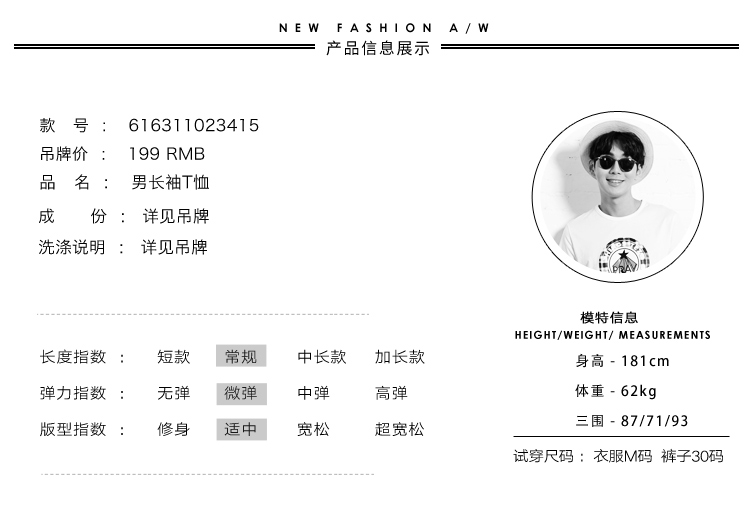 NEW FASHION A/W
产品信息展示
款 号 : 616311023415
吊牌价 : 199 RMB
品 名 : 男长袖T恤
成 份 : 详见吊牌
洗涤说明 : 详见吊牌
长度指数 : 短款 常规 中长款 加长款
弹力指数 : 无弹 微弹 中弹 高弹
版型指数 : 修身 适中 宽松 超宽松
PRAY
模特信息
HEIGHT/WEIGHT/ MEASUREMENTS
身高 - 181cm
体重 - 62kg
三围 - 87/71/93
试穿尺码 : 衣服M码 裤子30码